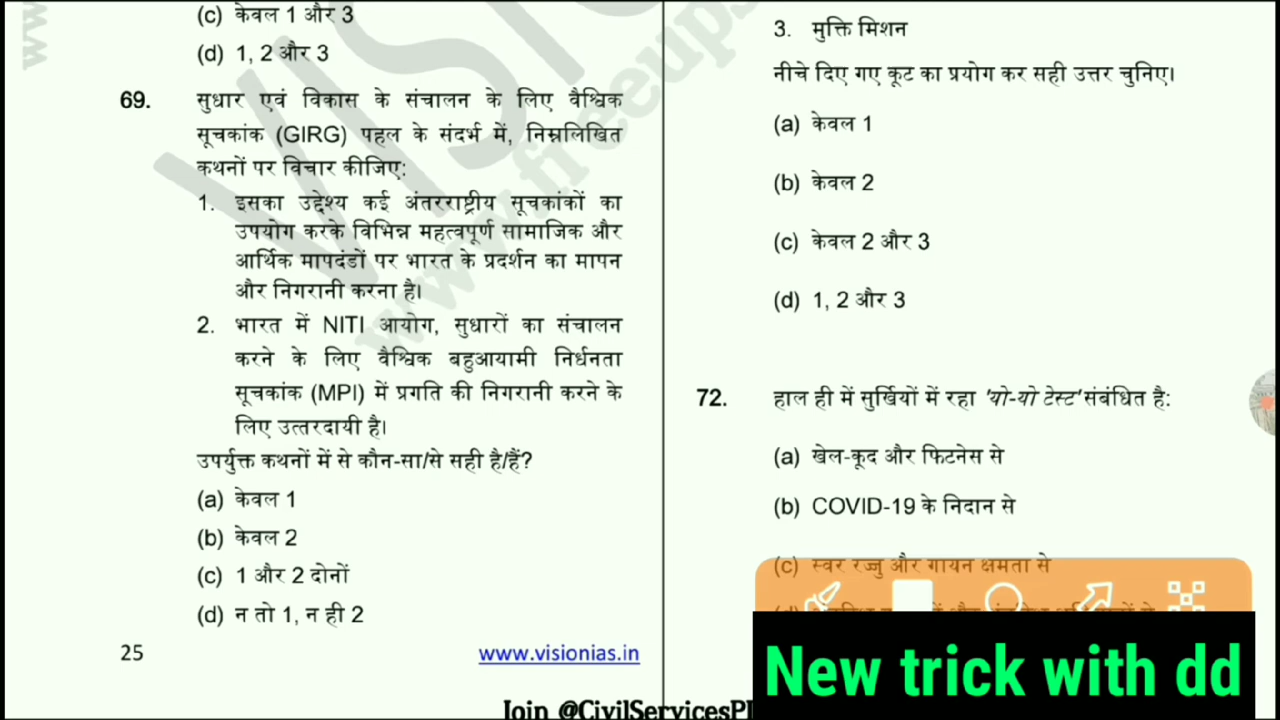 (c) केवल 1 और 3
(d) 1, 2 और 3
69. सुधार एवं विकास के संचालन के लिए वैश्विक
सूचकांक (GIRG) पहल के संदर्भ में, निम्नलिखित
कथनों पर विचार कीजिए:
1. इसका उद्देश्य कई अंतरराष्ट्रीय सूचकांकों का
उपयोग करके विभिन्न महत्वपूर्ण सामाजिक और
आर्थिक मापदंडों पर भारत के प्रदर्शन का मापन
और निगरानी करना है।
2. भारत में NITI आयोग, सुधारों का संचालन
करने के लिए वैश्विक बहुआयामी निर्धनता
सूचकांक (MPI) में प्रगति की निगरानी करने के
लिए उत्तरदायी है।
उपर्युक्त कथनों में से कौन-सा/से सही है/हैं?
(a) केवल 1
(b) केवल 2
(c) 1 और 2 दोनों
(d) न तो 1, न ही 2
25
www.visionias.in
3. मुक्ति मिशन
नीचे दिए गए कूट का प्रयोग कर सही उत्तर चुनिए।
(a) केवल 1
(b) केवल 2
(c) केवल 2 और 3
(d) 1, 2 और 3
72. हाल ही में सुर्खियों में रहा 'यो-यो टेस्ट' संबंधित है:
(a) खेल-कूद और फिटनेस से
(b) COVID-19 के निदान से
(c) स्वर रज्जु और गायन क्षमता से
New trick with dd
Join @CivilServicesP